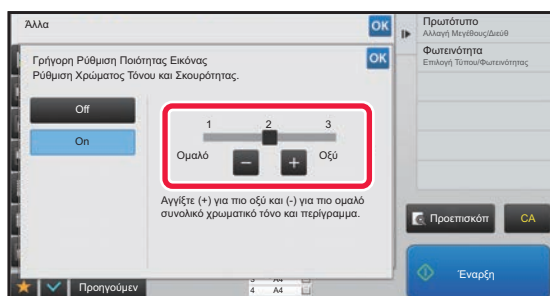 Άλλα
OK
Γρήγορη Ρύθμιση Ποιότητας Εικόνας
Ρύθμιση Χρώματος Τόνου και Σκουρότητας.
OK
Off
On
1 2 3
Ομαλό − + Οξύ
Αγγίξτε (+) για πιο οξύ και (-) για πιο ομαλό
συνολικό χρωματικό τόνο και περίγραμμα.
Προηγούμεν
3 A4
4 A4
Πρωτότυπο
Αλλαγή Μεγέθους/Διεύθ
Φωτεινότητα
Επιλογή Τύπου/Φωτεινότητας
Προεπισκόπ
CA
Έναρξη